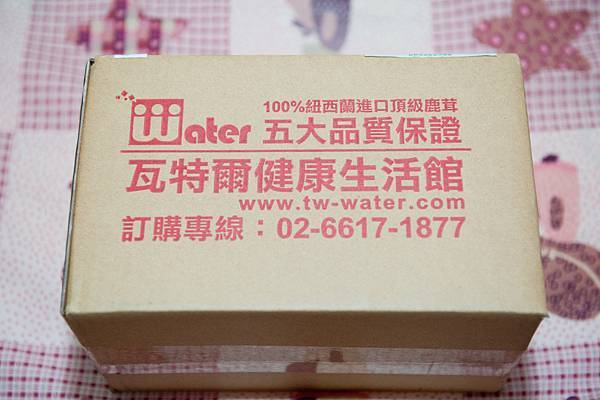 100%紐西蘭進口頂級鹿茸
Water 五大品質保證
瓦特爾健康生活館
www.tw-water.com
訂購專線：02-6617-1877